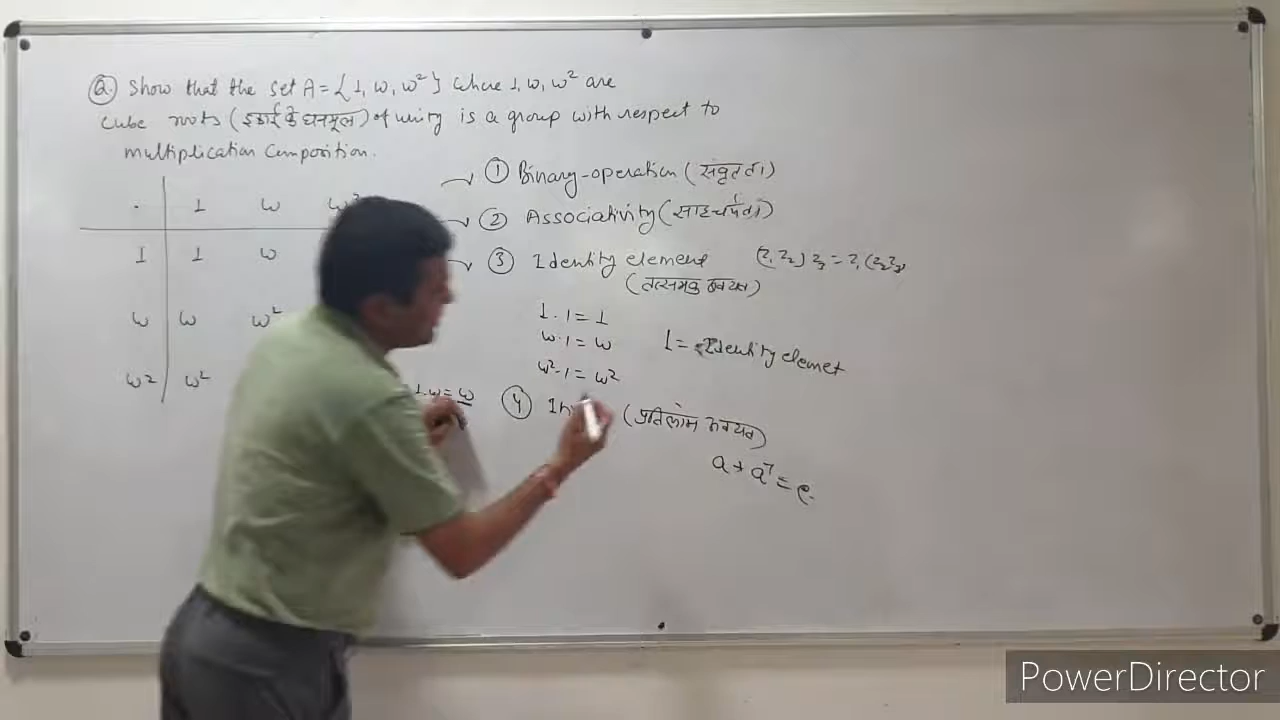 Q. Show that the set A = {1, ω, ω²} where 1, ω, ω² are
cube roots (इकाई के घनमूल) of unity is a group with respect to
multiplication composition.
. 1 ω ω²
1 1 ω
ω ω ω²
ω² ω²
1.ω = ω
① Binary-operation (संवृतता)
② Associativity (साहचर्यता)
③ Identity element (z₁ z₂) z₃ = z₁ (z₂ z₃)
(तत्समक अवयव)
1.1 = 1
ω.1 = ω
ω².1 = ω²
1 = Identity elemet
④ (प्रतिलोम अवयव)
a * a⁻¹ = e.
PowerDirector